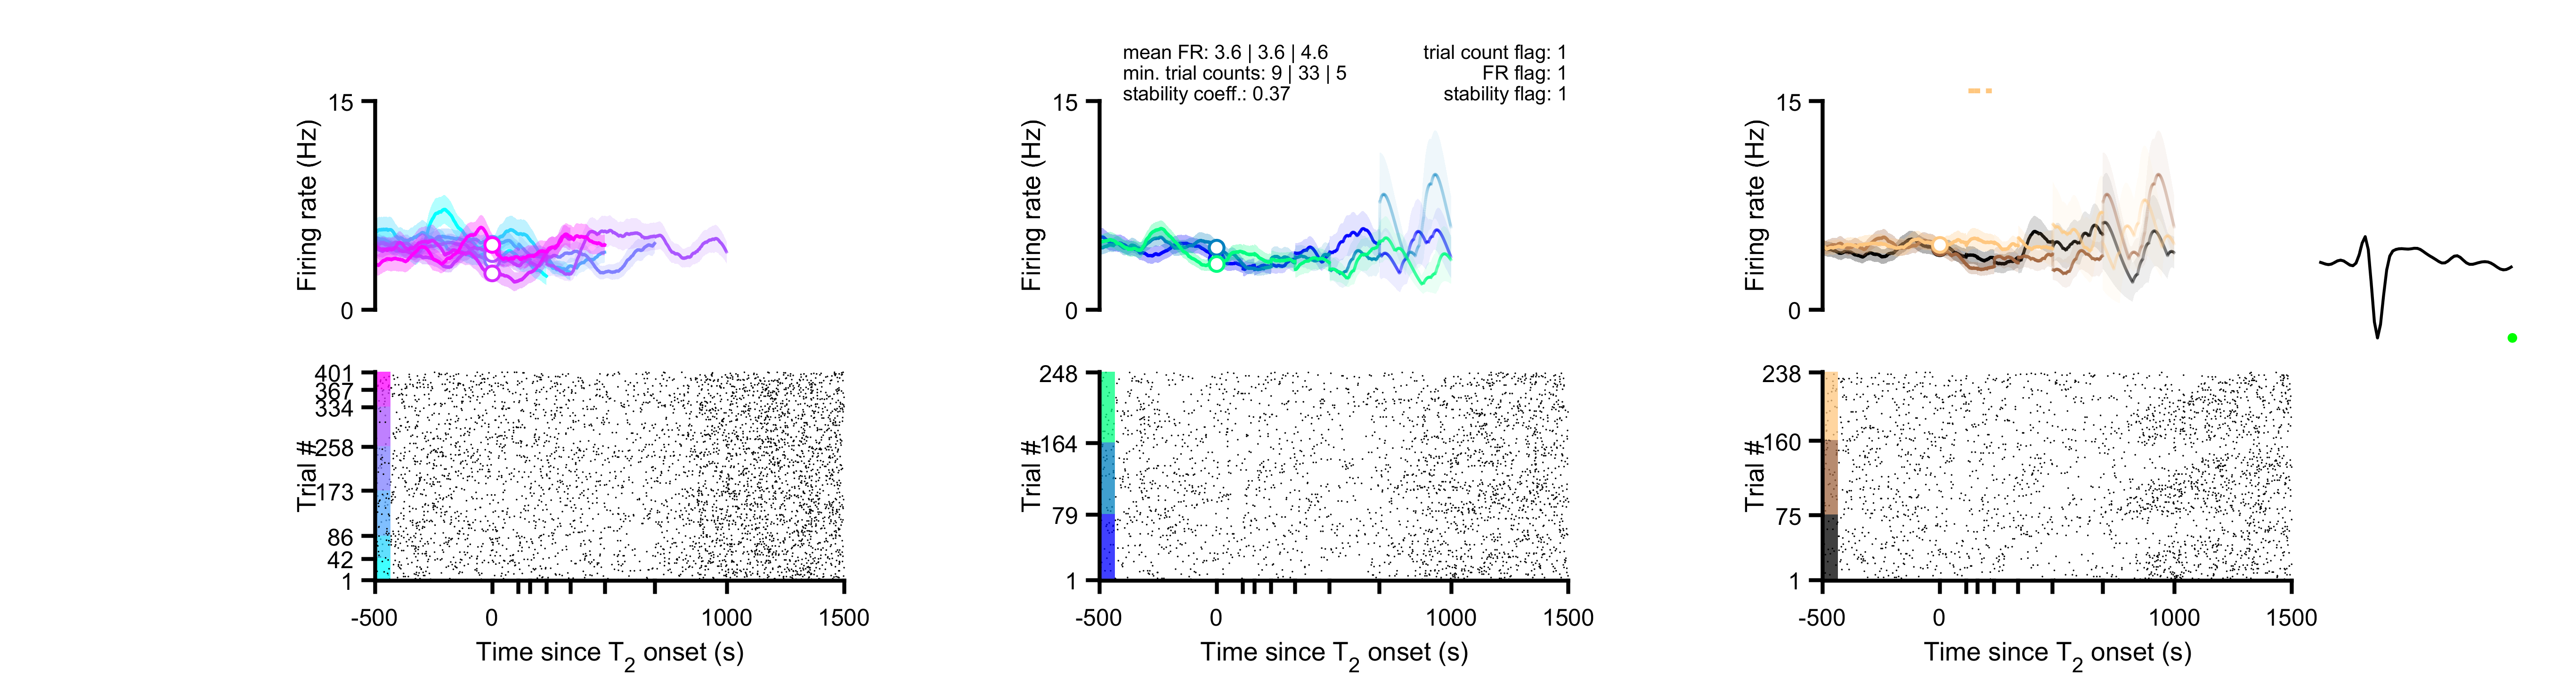 mean FR: 3.6 | 3.6 | 4.6
min. trial counts: 9 | 33 | 5
stability coeff.: 0.37
trial count flag: 1
FR flag: 1
stability flag: 1
15
Firing rate (Hz)
0
15
Firing rate (Hz)
0
15
Firing rate (Hz)
0
401
367
334
258
173
86
42
1
Trial #
-500
0
1000
1500
Time since T2 onset (s)
248
164
79
1
Trial #
-500
0
1000
1500
Time since T2 onset (s)
238
160
75
1
Trial #
-500
0
1000
1500
Time since T2 onset (s)